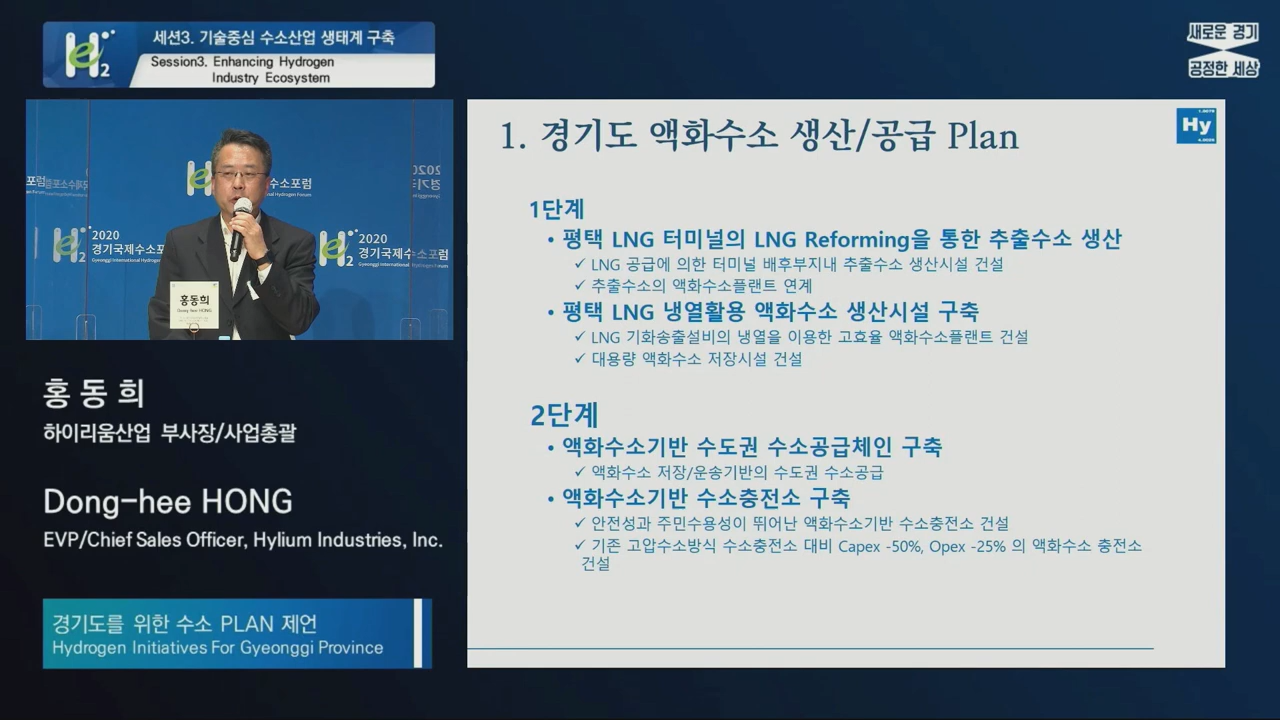 세션3. 기술중심 수소산업 생태계 구축
Session3. Enhancing Hydrogen
Industry Ecosystem
새로운 경기
공정한 세상
2020
경기국제수소포
2020
경기국제수소포럼
Gyeonggi International Hydrogen Forum
홍동희
Dong-hee HONG
홍 동 희
하이리움산업 부사장/사업총괄
Dong-hee HONG
EVP/Chief Sales Officer, Hylium Industries, Inc.
경기도를 위한 수소 PLAN 제언
Hydrogen Initiatives For Gyeonggi Province
Hy
1. 경기도 액화수소 생산/공급 Plan
1단계
• 평택 LNG 터미널의 LNG Reforming을 통한 추출수소 생산
✓ LNG 공급에 의한 터미널 배후부지내 추출수소 생산시설 건설
✓ 추출수소의 액화수소플랜트 연계
• 평택 LNG 냉열활용 액화수소 생산시설 구축
✓ LNG 기화송출설비의 냉열을 이용한 고효율 액화수소플랜트 건설
✓ 대용량 액화수소 저장시설 건설
2단계
• 액화수소기반 수도권 수소공급체인 구축
✓ 액화수소 저장/운송기반의 수도권 수소공급
• 액화수소기반 수소충전소 구축
✓ 안전성과 주민수용성이 뛰어난 액화수소기반 수소충전소 건설
✓ 기존 고압수소방식 수소충전소 대비 Capex -50%, Opex -25% 의 액화수소 충전소
건설